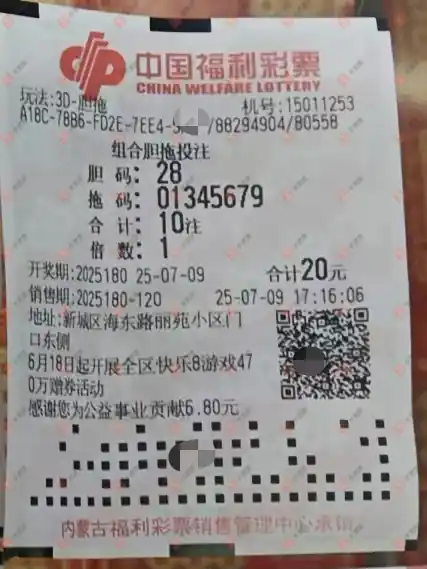 中国福利彩票
CHINA WELFARE LOTTERY
玩法:3D-胆拖 机号:15011253
A18C-78B6-FD2E-7EE4- /88294904/80558
组合胆拖投注
胆 码: 28
拖 码: 01345679
合 计: 10注
倍 数: 1
开奖期:2025180 25-07-09 合计20元
销售期:2025180-120 25-07-09 17:16:06
地址:新城区海东路丽苑小区门
口东侧
6月18日起开展全区快乐8游戏47
0万赠券活动
感谢您为公益事业贡献6.80元
内蒙古福利彩票销售管理中心承销